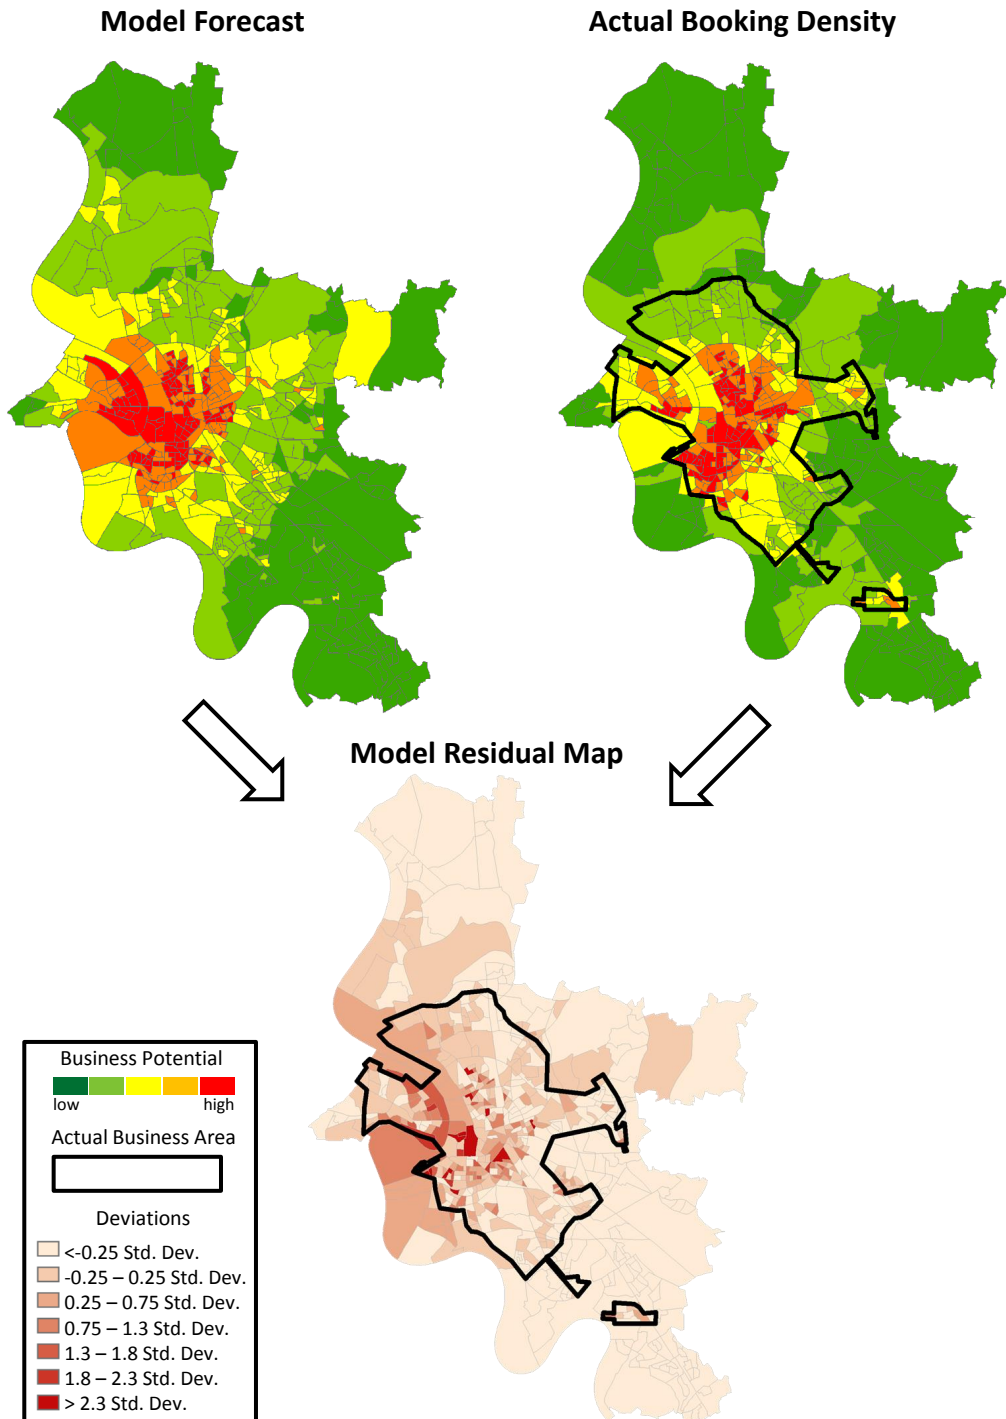 Model Forecast
Actual Booking Density
Model Residual Map
Business Potential
low
high
Actual Business Area
Deviations
<-0.25 Std. Dev.
-0.25 – 0.25 Std. Dev.
0.25 – 0.75 Std. Dev.
0.75 – 1.3 Std. Dev.
1.3 – 1.8 Std. Dev.
1.8 – 2.3 Std. Dev.
> 2.3 Std. Dev.